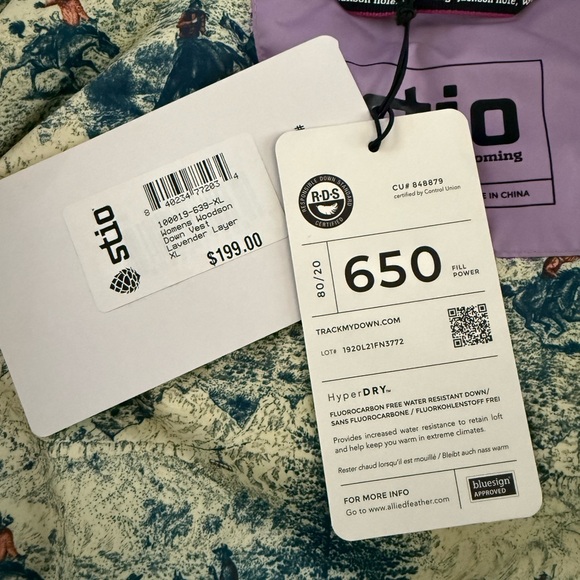 jackson hole, w
stio
oming
E IN CHINA
stio
8 40234 77203 4
100019-639-XL
Womens Woodson
Down Vest
Lavender Layer
XL
$199.00
RESPONSIBLE DOWN STANDARD
R·D·S
CERTIFIED
CU# 848879
certified by Control Union
80/20
650
FILL
POWER
TRACKMYDOWN.COM
LOT# 1920L21FN3772
HyperDRY™
FLUOROCARBON FREE WATER RESISTANT DOWN/
SANS FLUOROCARBONE / FLUORKOHLENSTOFF FREI
Provides increased water resistance to retain loft
and help keep you warm in extreme climates.
Rester chaud lorsqu'il est mouillé / Bleibt auch nass warm
FOR MORE INFO
Go to www.alliedfeather.com
bluesign
APPROVED